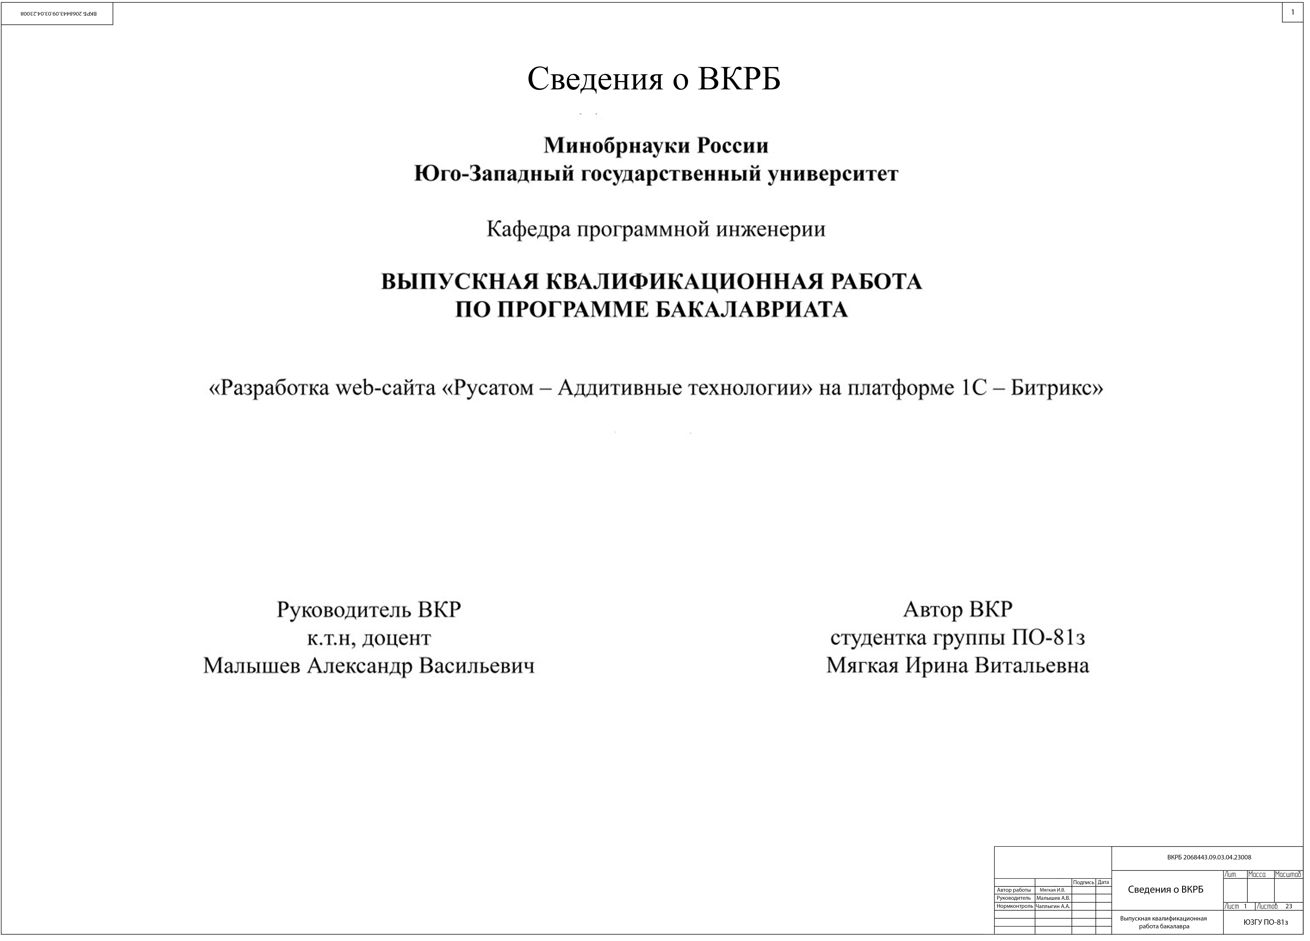 ВКРБ 2068443.09.03.04.23008
1
Сведения о ВКРБ
Минобрнауки России
Юго-Западный государственный университет
Кафедра программной инженерии
ВЫПУСКНАЯ КВАЛИФИКАЦИОННАЯ РАБОТА
ПО ПРОГРАММЕ БАКАЛАВРИАТА
«Разработка web-сайта «Русатом – Аддитивные технологии» на платформе 1С – Битрикс»
Руководитель ВКР
к.т.н, доцент
Малышев Александр Васильевич
Автор ВКР
студентка группы ПО-81з
Мягкая Ирина Витальевна
ВКРБ 2068443.09.03.04.23008
Подпись Дата
Автор работы Мягкая И.В.
Руководитель Малышев А.В.
Нормконтроль Чаплыгин А.А.
Сведения о ВКРБ
Лит. Масса Масштаб
Лист 1 Листов 23
Выпускная квалификационная
работа бакалавра
ЮЗГУ ПО-81з